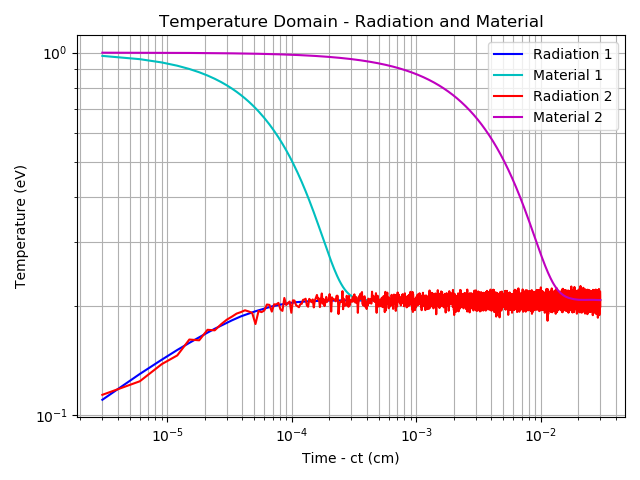 Temperature Domain - Radiation and Material
Temperature (eV)
10⁰
10⁻¹
Radiation 1
Material 1
Radiation 2
Material 2
10⁻⁵ 10⁻⁴ 10⁻³ 10⁻²
Time - ct (cm)